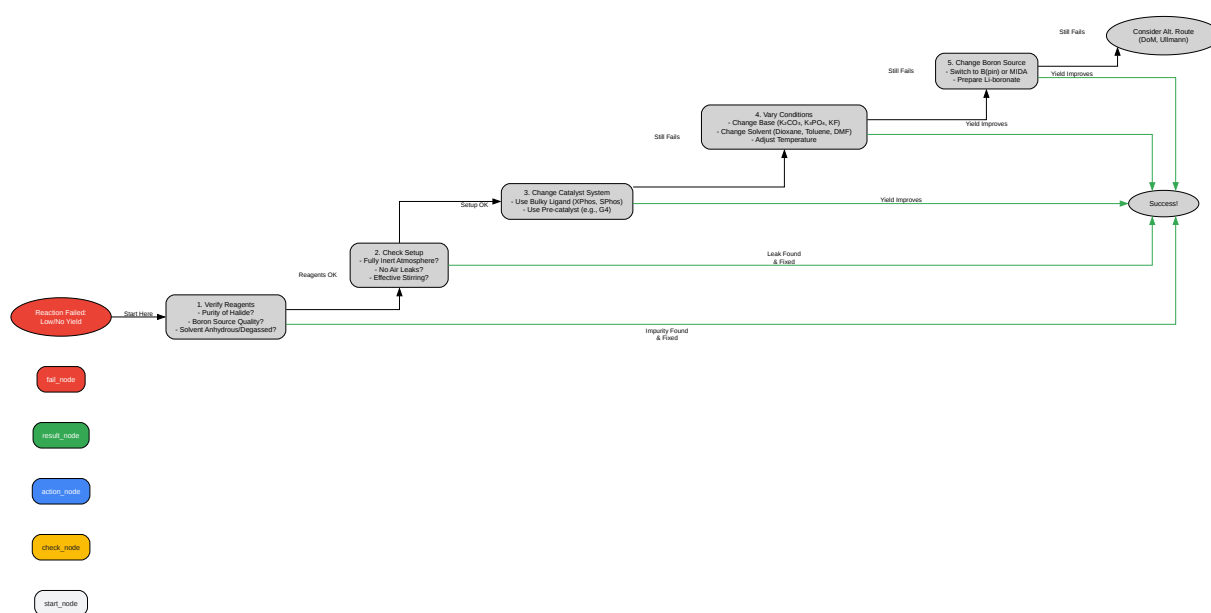 Reaction Failed:
Low/No Yield
Start Here
1. Verify Reagents
- Purity of Halide?
- Boron Source Quality?
- Solvent Anhydrous/Degassed?
Reagents OK
Impurity Found
& Fixed
2. Check Setup
- Fully Inert Atmosphere?
- No Air Leaks?
- Effective Stirring?
Setup OK
Leak Found
& Fixed
3. Change Catalyst System
- Use Bulky Ligand (XPhos, SPhos)
- Use Pre-catalyst (e.g., G4)
Still Fails
Yield Improves
4. Vary Conditions
- Change Base (K₂CO₃, K₃PO₄, KF)
- Change Solvent (Dioxane, Toluene, DMF)
- Adjust Temperature
Still Fails
Yield Improves
5. Change Boron Source
- Switch to B(pin) or MIDA
- Prepare Li-boronate
Still Fails
Yield Improves
Consider Alt. Route
(DoM, Ullmann)
Success!
fail_node
result_node
action_node
check_node
start_node